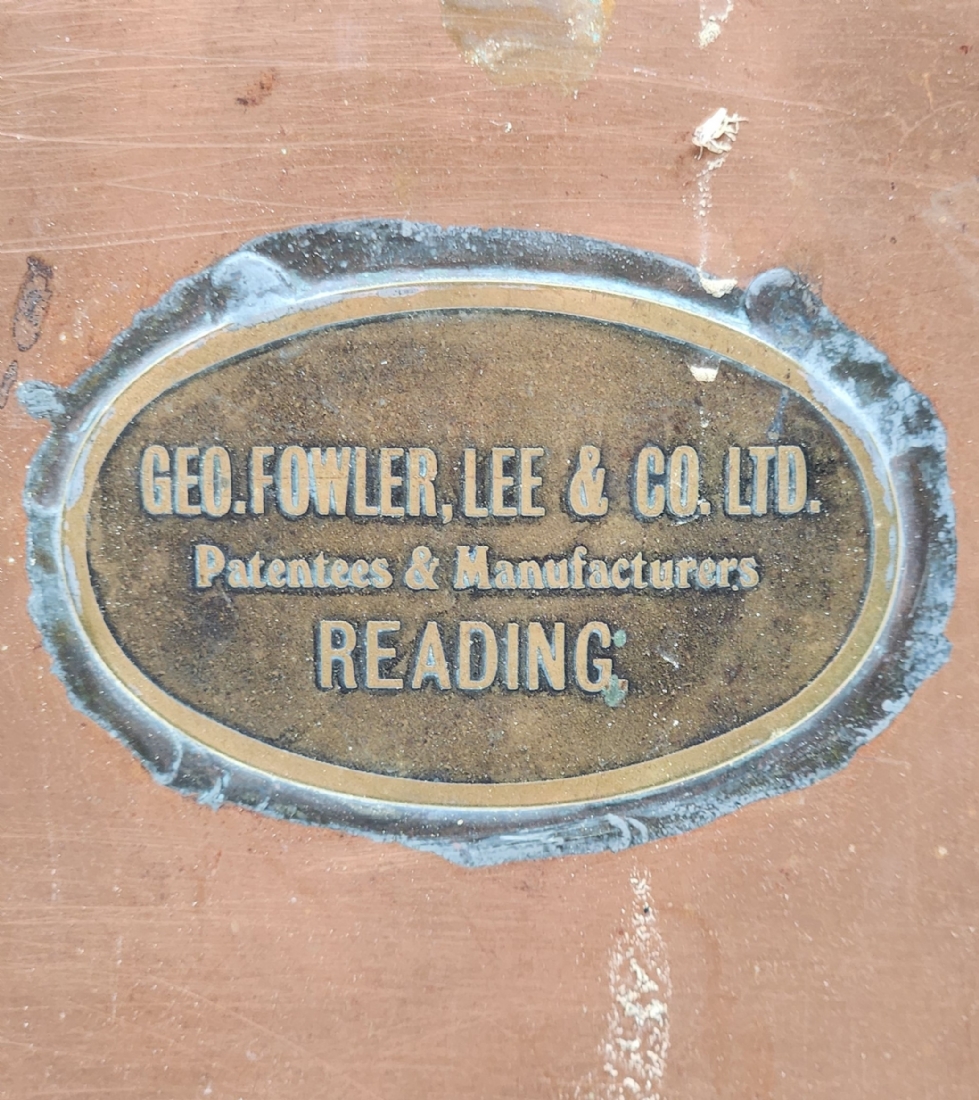 GEO. FOWLER, LEE & CO. LTD.
Patentees & Manufacturers
READING.